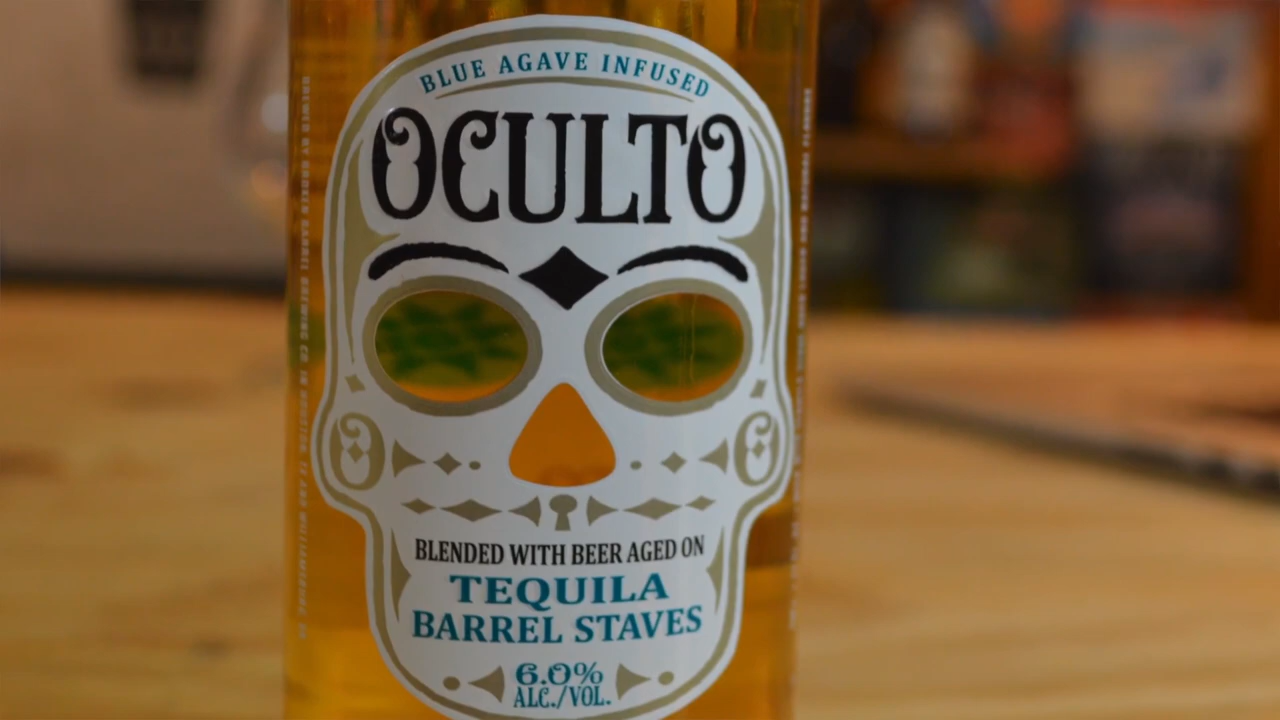 BLUE AGAVE INFUSED
OCULTO
BLENDED WITH BEER AGED ON
TEQUILA
BARREL STAVES
6.0%
ALC./VOL.